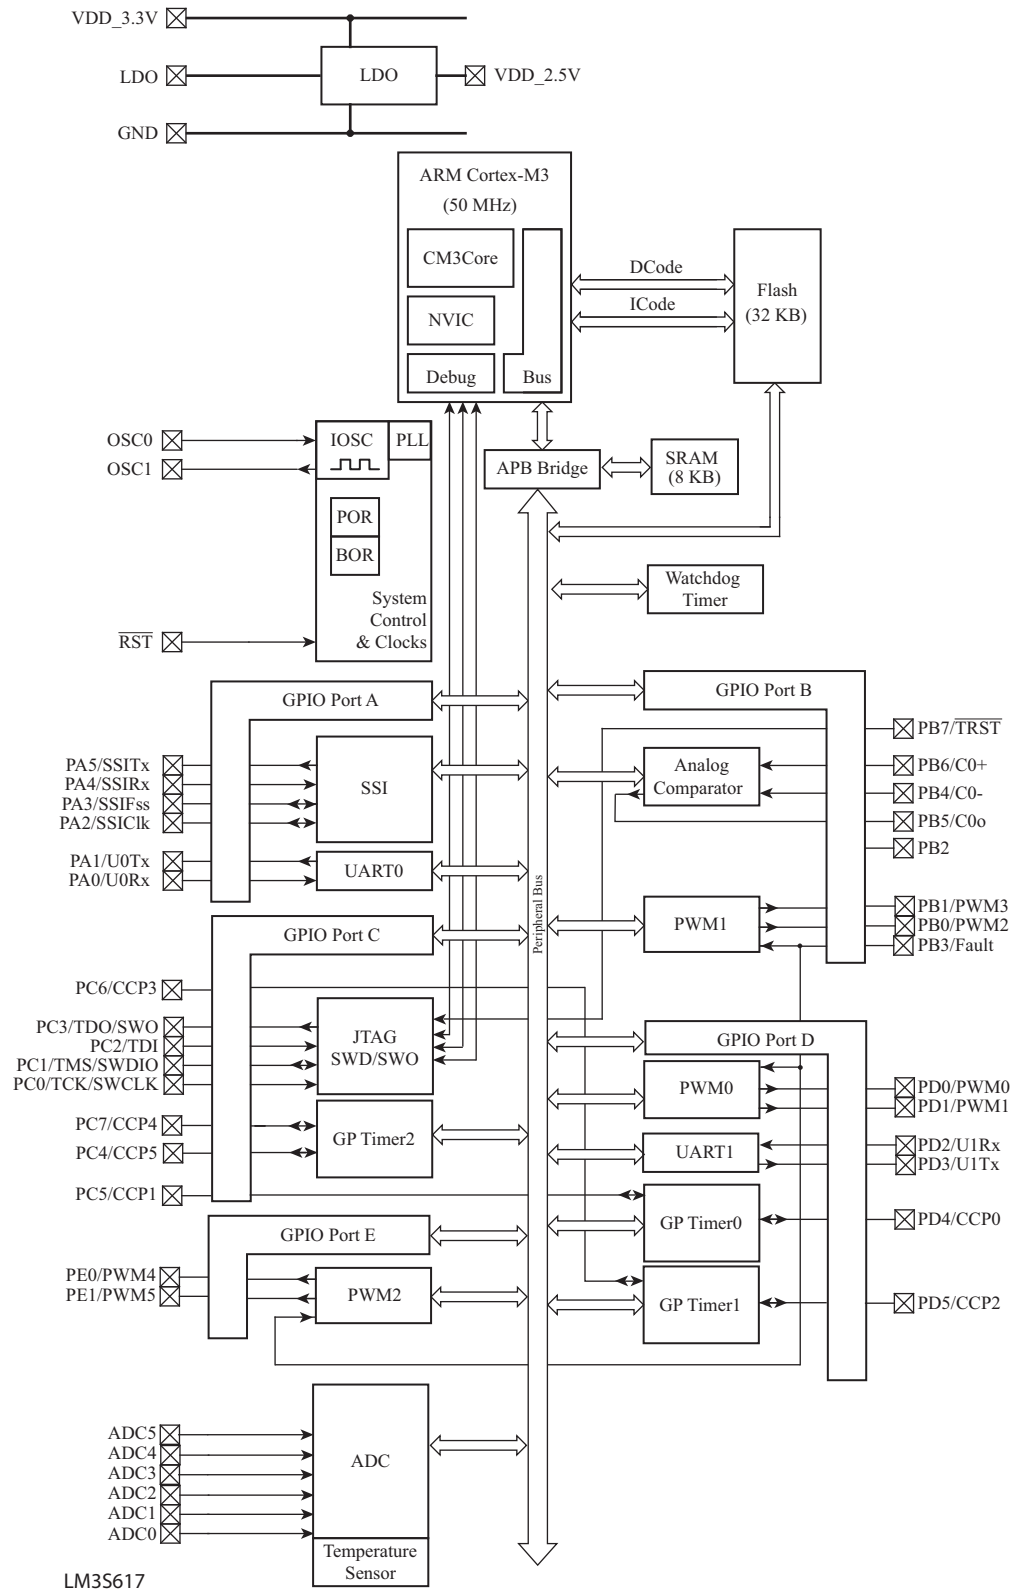 VDD_3.3V
LDO
LDO
VDD_2.5V
GND
ARM Cortex-M3
(50 MHz)
CM3Core
NVIC
Debug
Bus
DCode
ICode
Flash
(32 KB)
OSC0
OSC1
IOSC
PLL
POR
BOR
System
Control
& Clocks
RST
APB Bridge
SRAM
(8 KB)
Watchdog
Timer
Peripheral Bus
GPIO Port A
PA5/SSITx
PA4/SSIRx
PA3/SSIFss
PA2/SSIClk
SSI
PA1/U0Tx
PA0/U0Rx
UART0
GPIO Port B
PB7/TRST
Analog
Comparator
PB6/C0+
PB4/C0-
PB5/C0o
PB2
PWM1
PB1/PWM3
PB0/PWM2
PB3/Fault
GPIO Port C
PC6/CCP3
PC3/TDO/SWO
PC2/TDI
PC1/TMS/SWDIO
PC0/TCK/SWCLK
JTAG
SWD/SWO
PC7/CCP4
PC4/CCP5
GP Timer2
PC5/CCP1
GPIO Port D
PWM0
PD0/PWM0
PD1/PWM1
UART1
PD2/U1Rx
PD3/U1Tx
GP Timer0
PD4/CCP0
GP Timer1
PD5/CCP2
GPIO Port E
PE0/PWM4
PE1/PWM5
PWM2
ADC5
ADC4
ADC3
ADC2
ADC1
ADC0
ADC
Temperature
Sensor
LM3S617